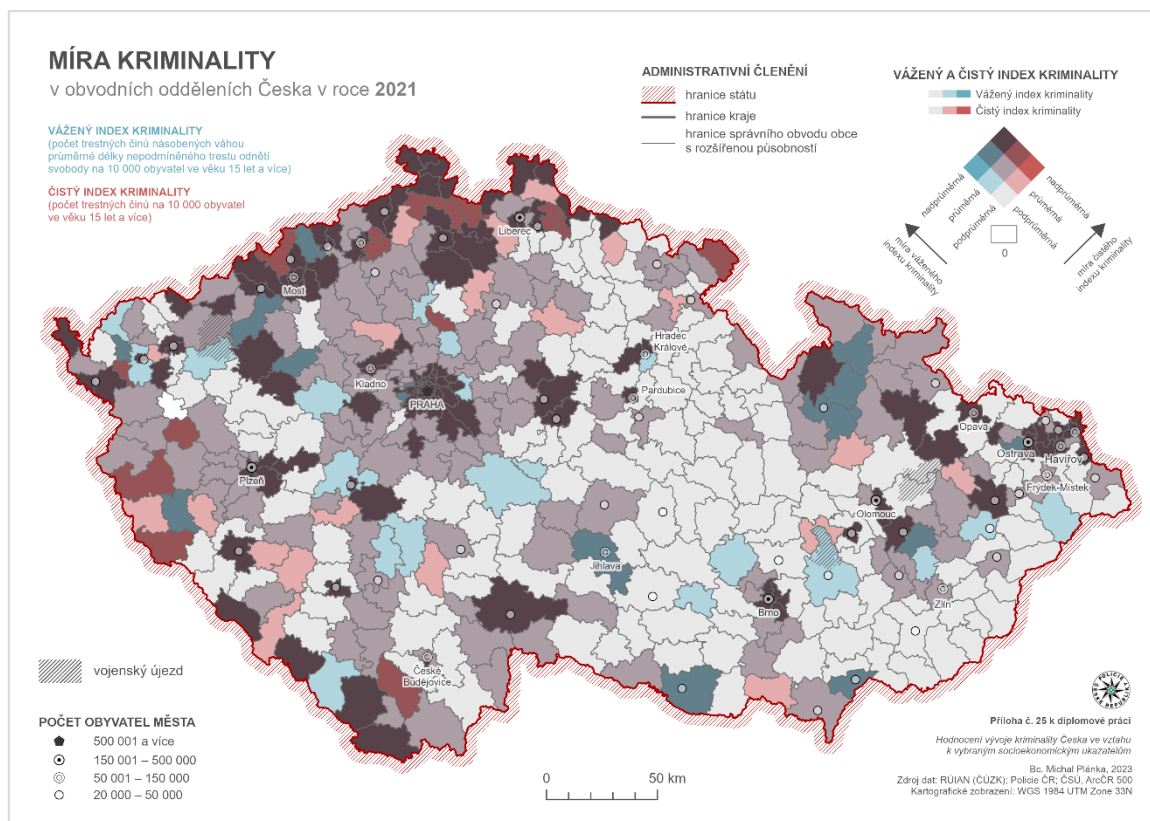 MÍRA KRIMINALITY
v obvodních odděleních Česka v roce 2021
VÁŽENÝ INDEX KRIMINALITY
(počet trestných činů násobených váhou
průměrné délky nepodmíněného trestu odnětí
svobody na 10 000 obyvatel ve věku 15 let a více)
ČISTÝ INDEX KRIMINALITY
(počet trestných činů na 10 000 obyvatel
ve věku 15 let a více)
ADMINISTRATIVNÍ ČLENĚNÍ
hranice státu
hranice kraje
hranice správního obvodu obce
s rozšířenou působností
VÁŽENÝ A ČISTÝ INDEX KRIMINALITY
Vážený index kriminality
Čistý index kriminality
nadprůměrná
průměrná
podprůměrná
podprůměrná
průměrná
nadprůměrná
0
míra váženého
indexu kriminality
míra čistého
indexu kriminality
Liberec
Most
Hradec
Králové
Kladno
PRAHA
Pardubice
Opava
Ostrava
Havířov
Frýdek-Místek
Plzeň
Olomouc
Jihlava
Zlín
Brno
České
Budějovice
vojenský újezd
POČET OBYVATEL MĚSTA
500 001 a více
150 001 – 500 000
50 001 – 150 000
20 000 – 50 000
0
50 km
POLICIE
ČESKÉ REPUBLIKY
Příloha č. 25 k diplomové práci
Hodnocení vývoje kriminality Česka ve vztahu
k vybraným socioekonomickým ukazatelům
Bc. Michal Plánka, 2023
Zdroj dat: RÚIAN (ČÚZK); Policie ČR; ČSÚ, ArcČR 500
Kartografické zobrazení: WGS 1984 UTM Zone 33N